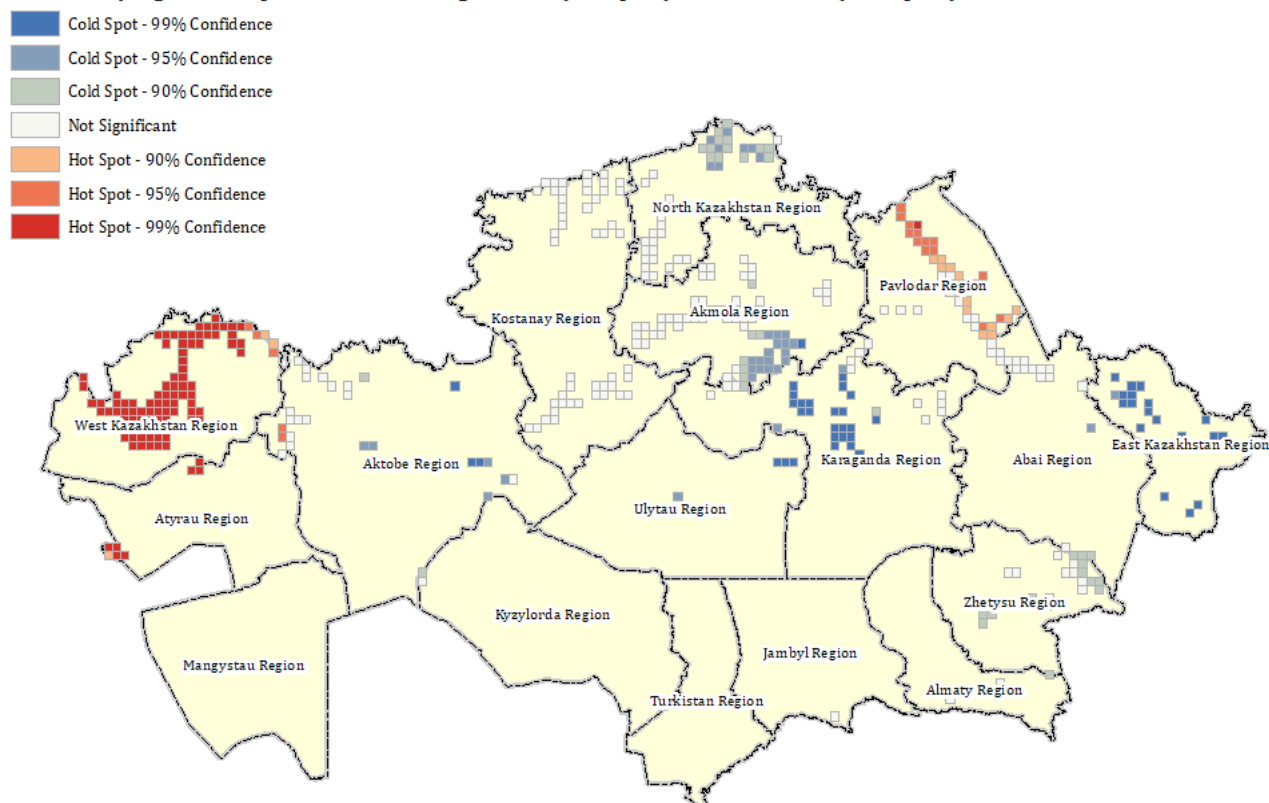 Cold Spot - 99% Confidence
Cold Spot - 95% Confidence
Cold Spot - 90% Confidence
Not Significant
Hot Spot - 90% Confidence
Hot Spot - 95% Confidence
Hot Spot - 99% Confidence
North Kazakhstan Region
Pavlodar Region
Akmola Region
Kostanay Region
West Kazakhstan Region
East Kazakhstan Region
Aktobe Region
Karaganda Region
Abai Region
Ulytau Region
Atyrau Region
Zhetysu Region
Kyzylorda Region
Jambyl Region
Mangystau Region
Almaty Region
Turkistan Region